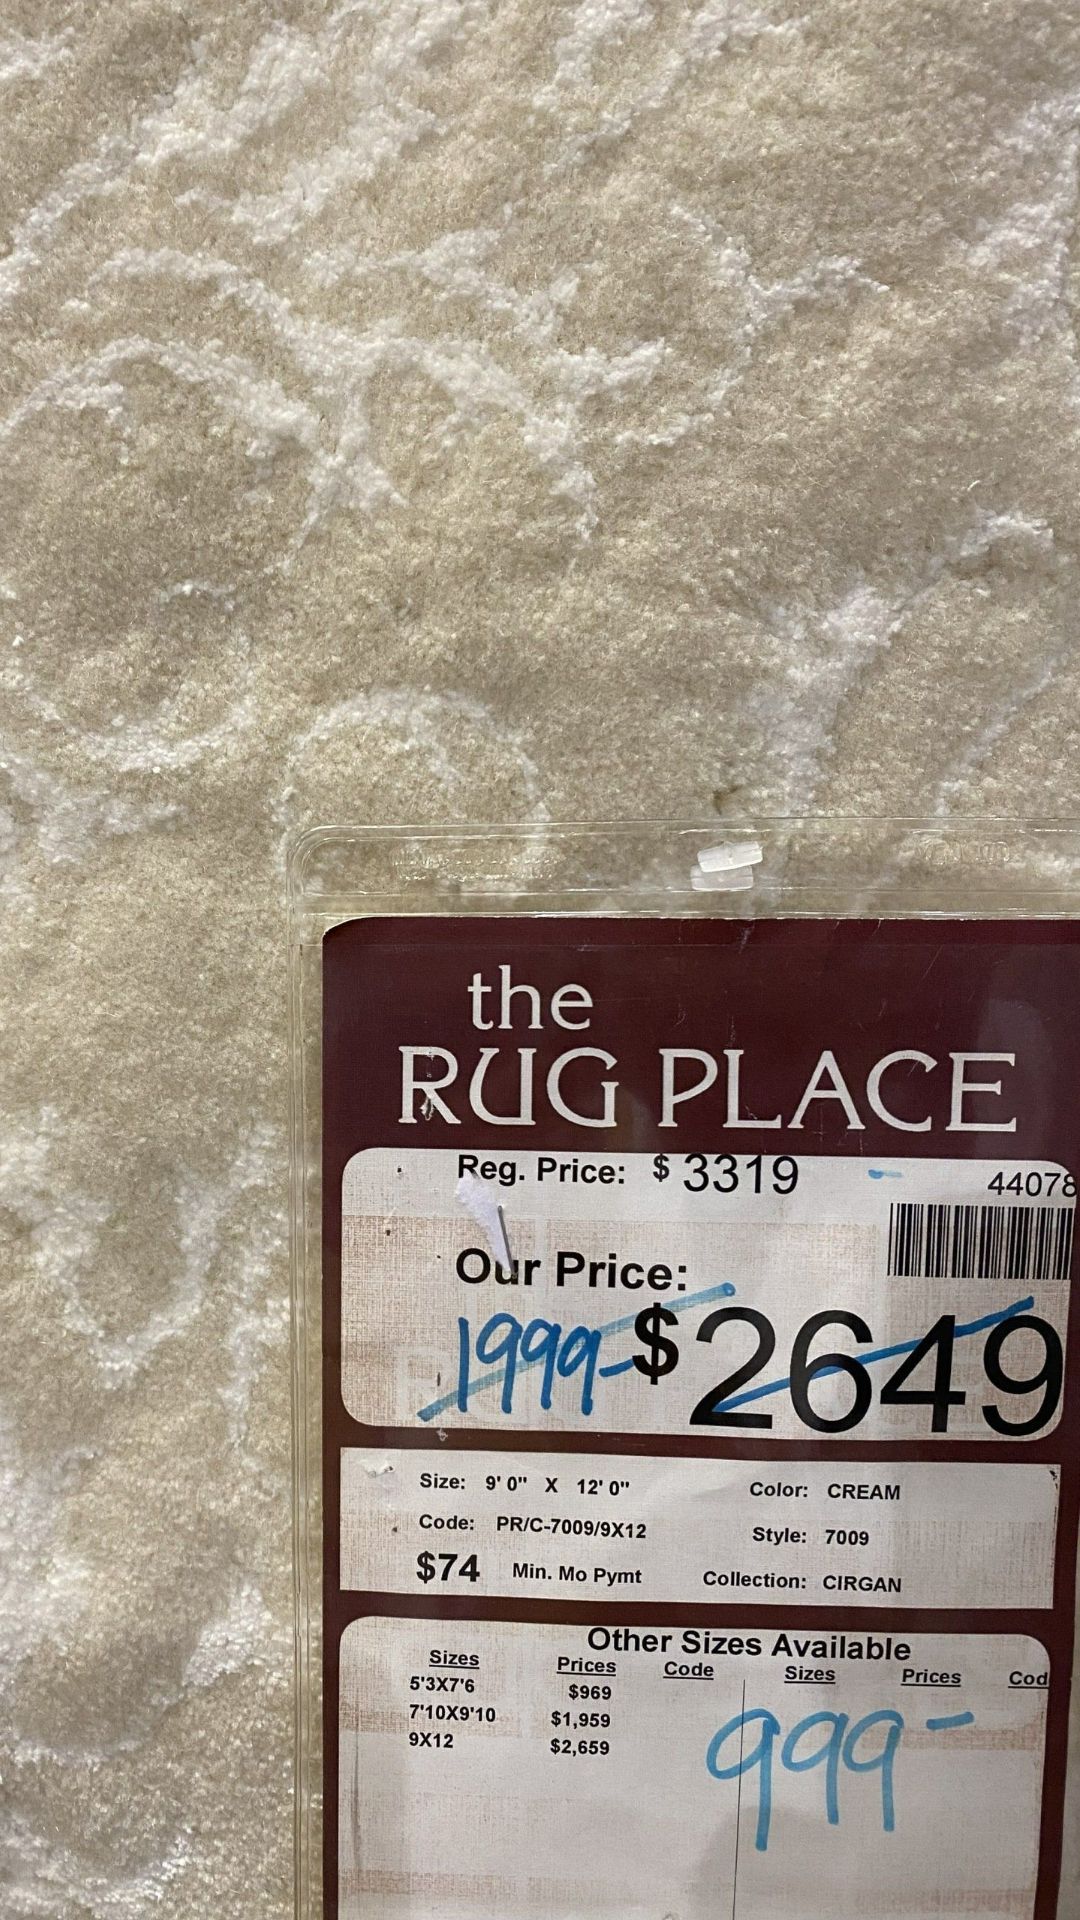 the
RUG PLACE
Reg. Price: $ 3319
44078
Our Price:
1999- $2649
Size: 9' 0" X 12' 0" Color: CREAM
Code: PR/C-7009/9X12 Style: 7009
$74 Min. Mo Pymt Collection: CIRGAN
Other Sizes Available
Sizes Prices Code Sizes Prices Cod
5'3X7'6 $969
7'10X9'10 $1,959
9X12 $2,659
999-